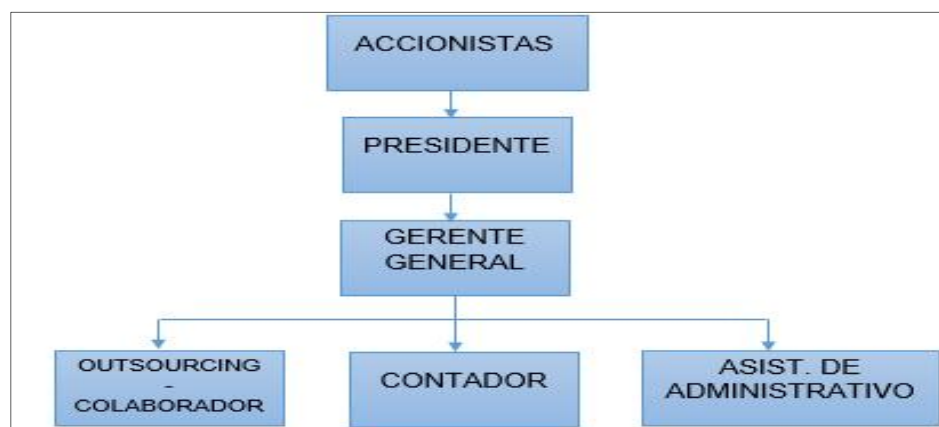 ACCIONISTAS
PRESIDENTE
GERENTE
GENERAL
OUTSOURCING
-
COLABORADOR
CONTADOR
ASIST. DE
ADMINISTRATIVO